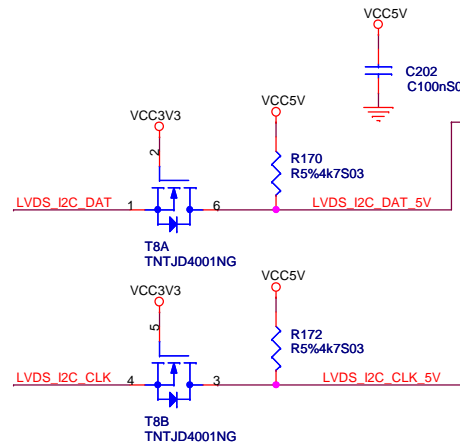 VCC5V
C202
C100nS0
VCC3V3
VCC5V
2
R170
R5%4k7S03
LVDS_I2C_DAT
1
6
LVDS_I2C_DAT_5V
T8A
TNTJD4001NG
VCC3V3
VCC5V
5
R172
R5%4k7S03
LVDS_I2C_CLK
4
3
LVDS_I2C_CLK_5V
T8B
TNTJD4001NG